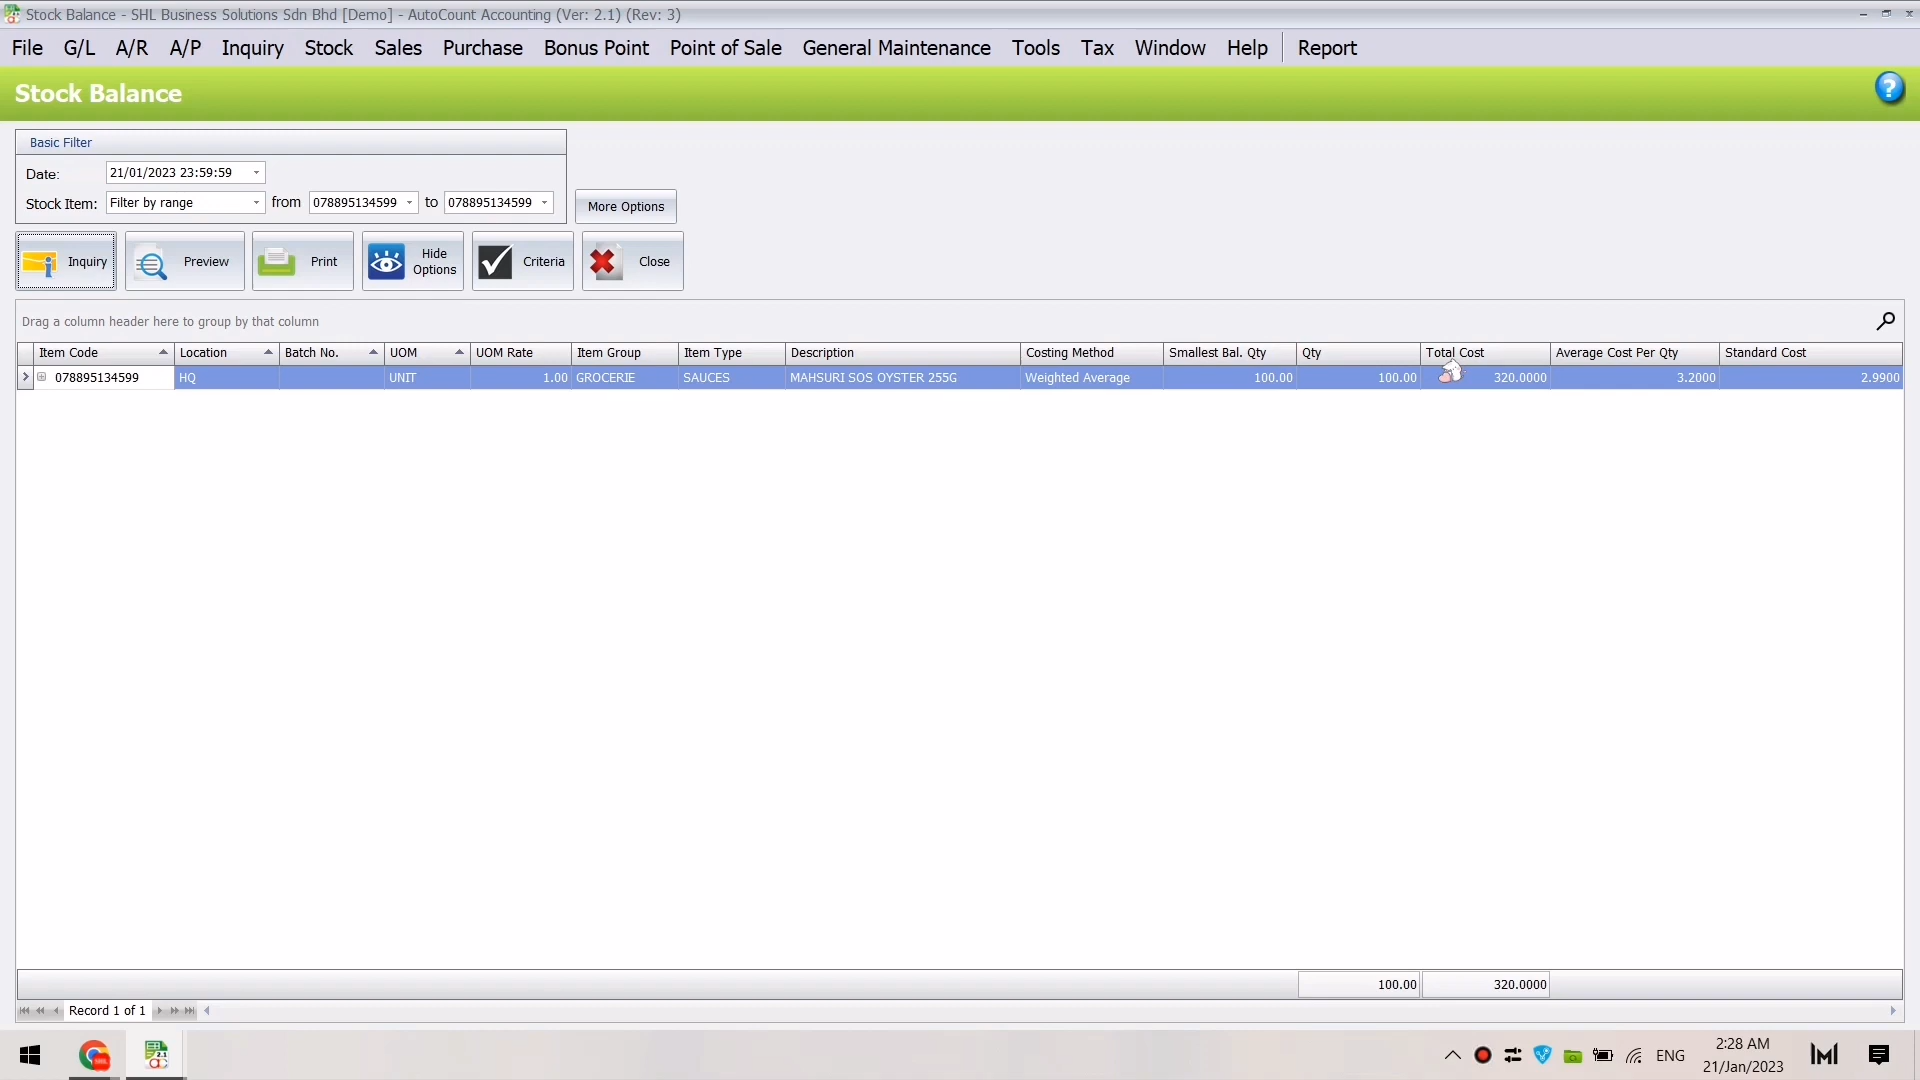 Stock Balance - SHL Business Solutions Sdn Bhd [Demo] - AutoCount Accounting (Ver: 2.1) (Rev: 3)
File G/L A/R A/P Inquiry Stock Sales Purchase Bonus Point Point of Sale General Maintenance Tools Tax Window Help Report
Stock Balance
Basic Filter
Date: 21/01/2023 23:59:59
Stock Item: Filter by range from 078895134599 to 078895134599 More Options
Inquiry Preview Print Hide Options Criteria Close
Drag a column header here to group by that column
Item Code Location Batch No. UOM UOM Rate Item Group Item Type Description Costing Method Smallest Bal. Qty Qty Total Cost Average Cost Per Qty Standard Cost
078895134599 HQ UNIT 1.00 GROCERIE SAUCES MAHSURI SOS OYSTER 255G Weighted Average 100.00 100.00 320.0000 3.2000 2.9900
100.00 320.0000
Record 1 of 1
ENG 2:28 AM
21/Jan/2023